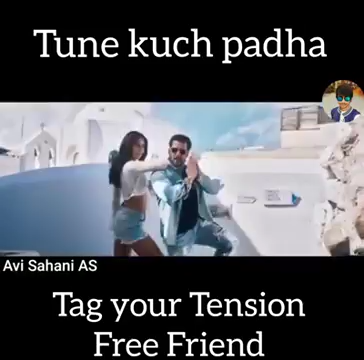 Tune kuch padha
Avi Sahani AS
Tag your Tension
Free Friend